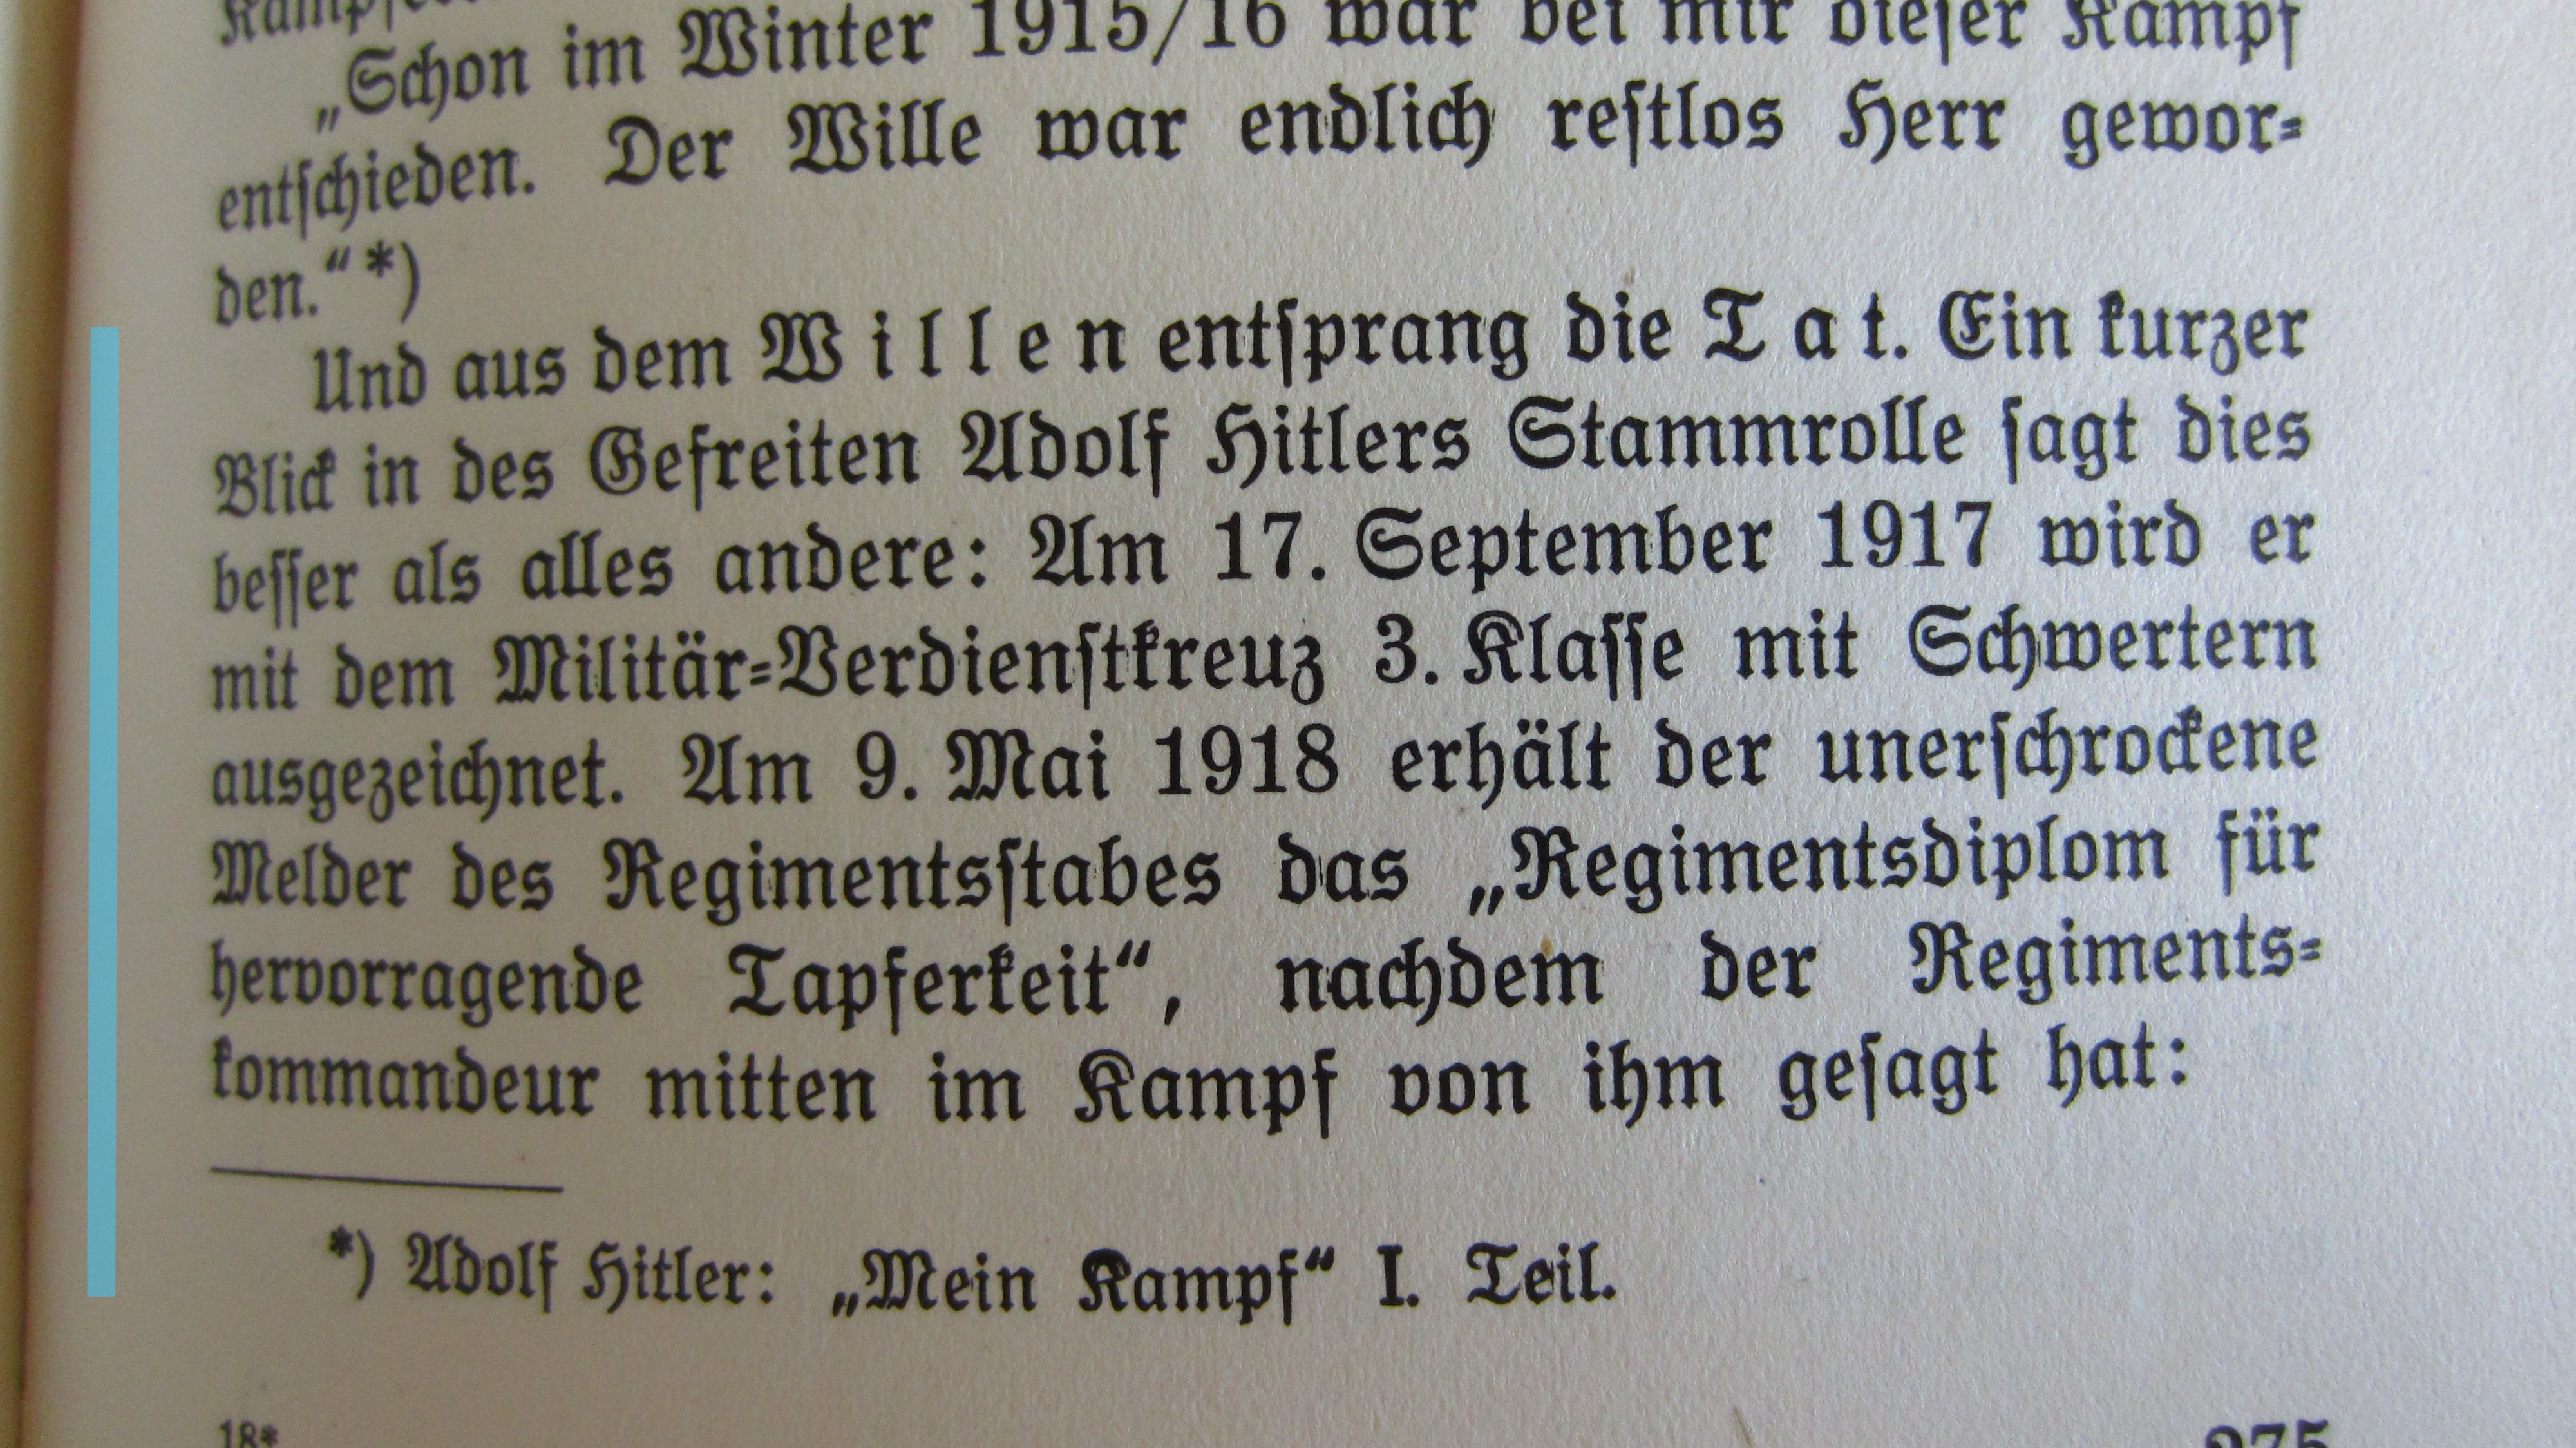 „Schon im Winter 1915/16 war bei mir dieser Kampf
entschieden. Der Wille war endlich restlos Herr gewor-
den.“*)
Und aus dem Willen entsprang die Tat. Ein kurzer
Blick in des Gefreiten Adolf Hitlers Stammrolle sagt dies
besser als alles andere: Am 17. September 1917 wird er
mit dem Militär-Verdienstkreuz 3. Klasse mit Schwertern
ausgezeichnet. Am 9. Mai 1918 erhält der unerschrockene
Melder des Regimentsstabes das „Regimentsdiplom für
hervorragende Tapferkeit“, nachdem der Regiments-
kommandeur mitten im Kampf von ihm gesagt hat:
*) Adolf Hitler: „Mein Kampf“ I. Teil.
18*
275